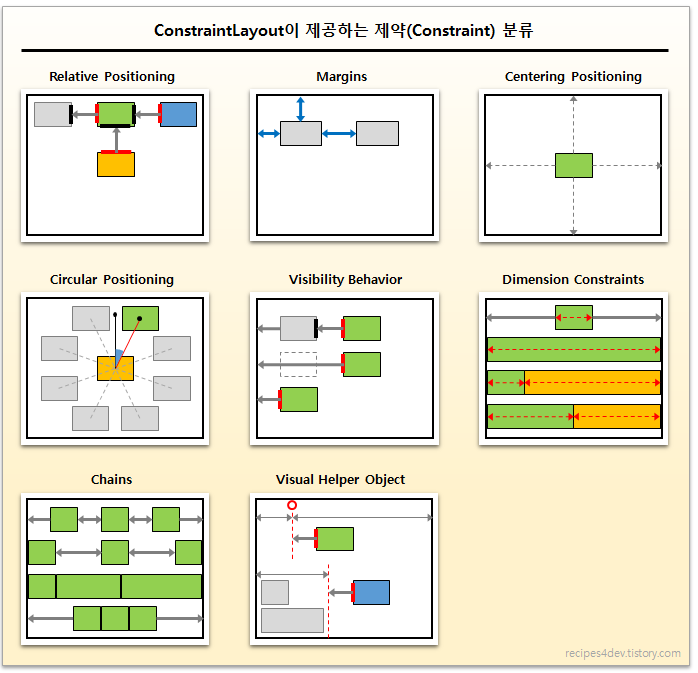 ConstraintLayout이 제공하는 제약(Constraint) 분류
Relative Positioning
Margins
Centering Positioning
Circular Positioning
Visibility Behavior
Dimension Constraints
Chains
Visual Helper Object
recipes4dev.tistory.com